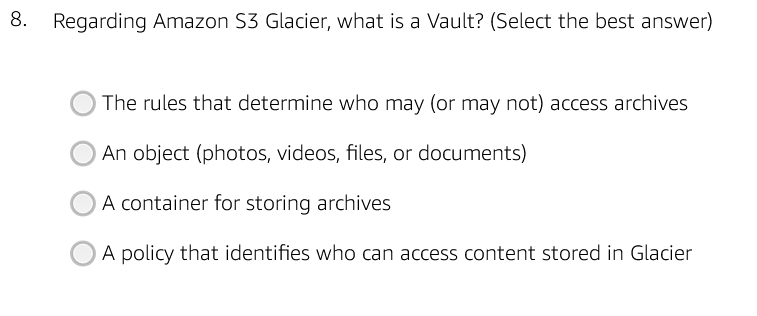 8. Regarding Amazon S3 Glacier, what is a Vault? (Select the best answer)
The rules that determine who may (or may not) access archives
An object (photos, videos, files, or documents)
A container for storing archives
A policy that identifies who can access content stored in Glacier